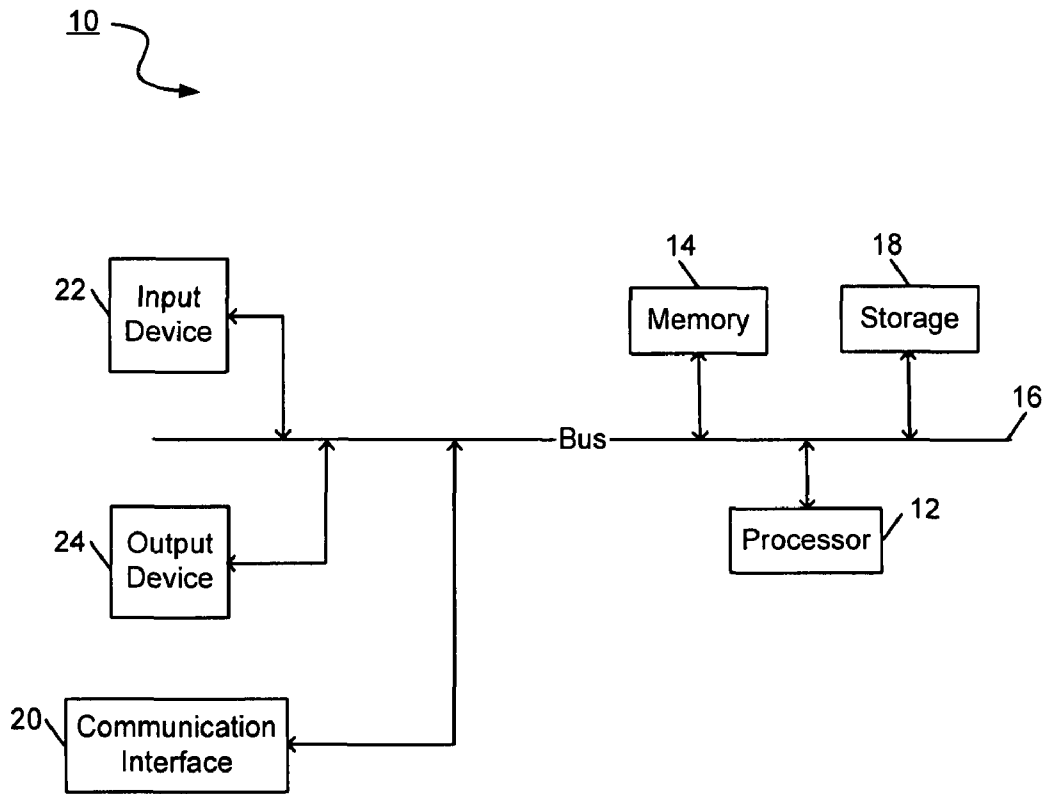 10
14
18
22
Input
Device
Memory
Storage
16
Bus
24
Output
Device
12
Processor
20
Communication
Interface